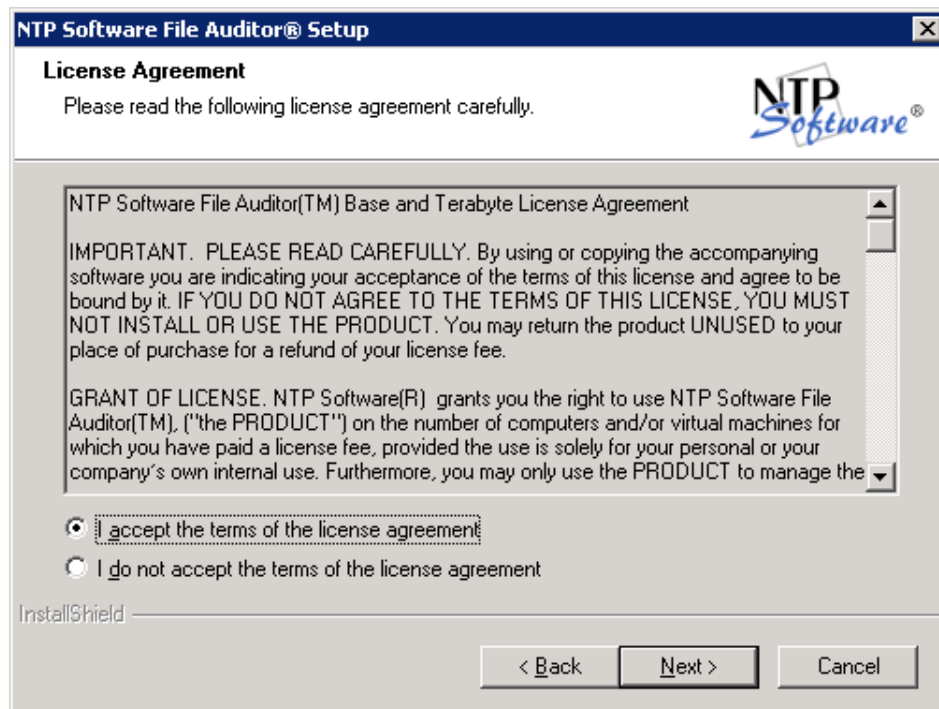 NTP Software File Auditor® Setup
License Agreement
Please read the following license agreement carefully.
NTP
Software®
NTP Software File Auditor(TM) Base and Terabyte License Agreement
IMPORTANT.  PLEASE READ CAREFULLY. By using or copying the accompanying
software you are indicating your acceptance of the terms of this license and agree to be
bound by it. IF YOU DO NOT AGREE TO THE TERMS OF THIS LICENSE, YOU MUST
NOT INSTALL OR USE THE PRODUCT. You may return the product UNUSED to your
place of purchase for a refund of your license fee.
GRANT OF LICENSE. NTP Software(R)  grants you the right to use NTP Software File
Auditor(TM), ("the PRODUCT") on the number of computers and/or virtual machines for
which you have paid a license fee, provided the use is solely for your personal or your
company's own internal use. Furthermore, you may only use the PRODUCT to manage the
I accept the terms of the license agreement
I do not accept the terms of the license agreement
InstallShield
< Back
Next >
Cancel